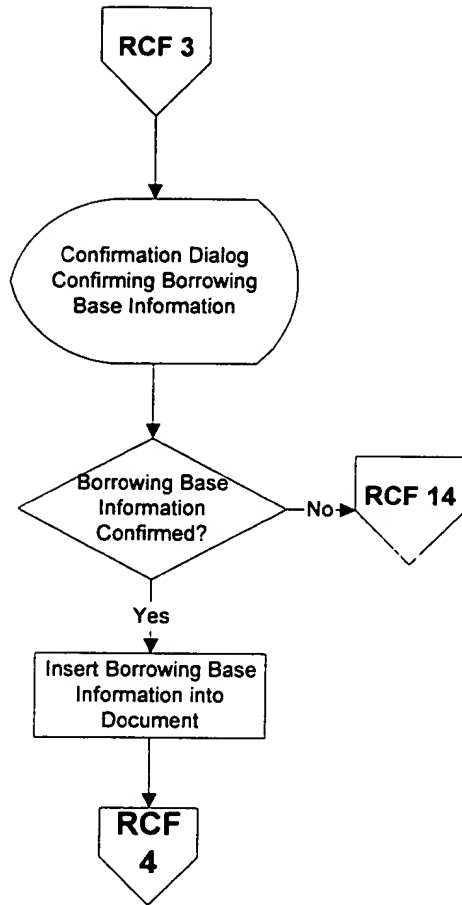 RCF 3
Confirmation Dialog
Confirming Borrowing
Base Information
Borrowing Base
Information
Confirmed?
No
RCF 14
Yes
Insert Borrowing Base
Information into
Document
RCF
4